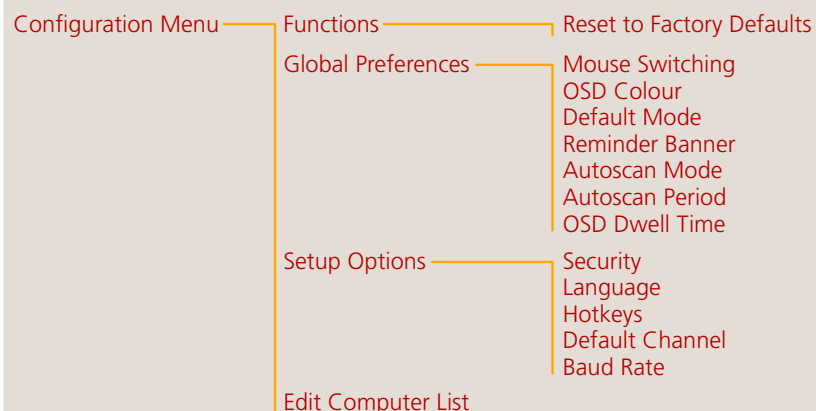 Configuration Menu
Functions
Reset to Factory Defaults
Global Preferences
Mouse Switching
OSD Colour
Default Mode
Reminder Banner
Autoscan Mode
Autoscan Period
OSD Dwell Time
Setup Options
Security
Language
Hotkeys
Default Channel
Baud Rate
Edit Computer List